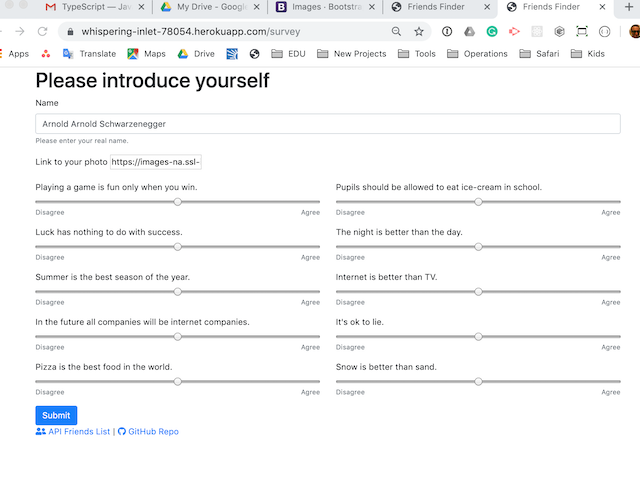 TypeScript — Jav
My Drive - Google
Images - Bootstra
Friends Finder
Friends Finder
whispering-inlet-78054.herokuapp.com/survey
Apps
Translate
Maps
Drive
EDU
New Projects
Tools
Operations
Safari
Kids
Please introduce yourself
Name
Arnold Arnold Schwarzenegger
Please enter your real name.
Link to your photo https://images-na.ssl-
Playing a game is fun only when you win.
Disagree Agree
Pupils should be allowed to eat ice-cream in school.
Disagree Agree
Luck has nothing to do with success.
Disagree Agree
The night is better than the day.
Disagree Agree
Summer is the best season of the year.
Disagree Agree
Internet is better than TV.
Disagree Agree
In the future all companies will be internet companies.
Disagree Agree
It's ok to lie.
Disagree Agree
Pizza is the best food in the world.
Disagree Agree
Snow is better than sand.
Disagree Agree
Submit
API Friends List | GitHub Repo